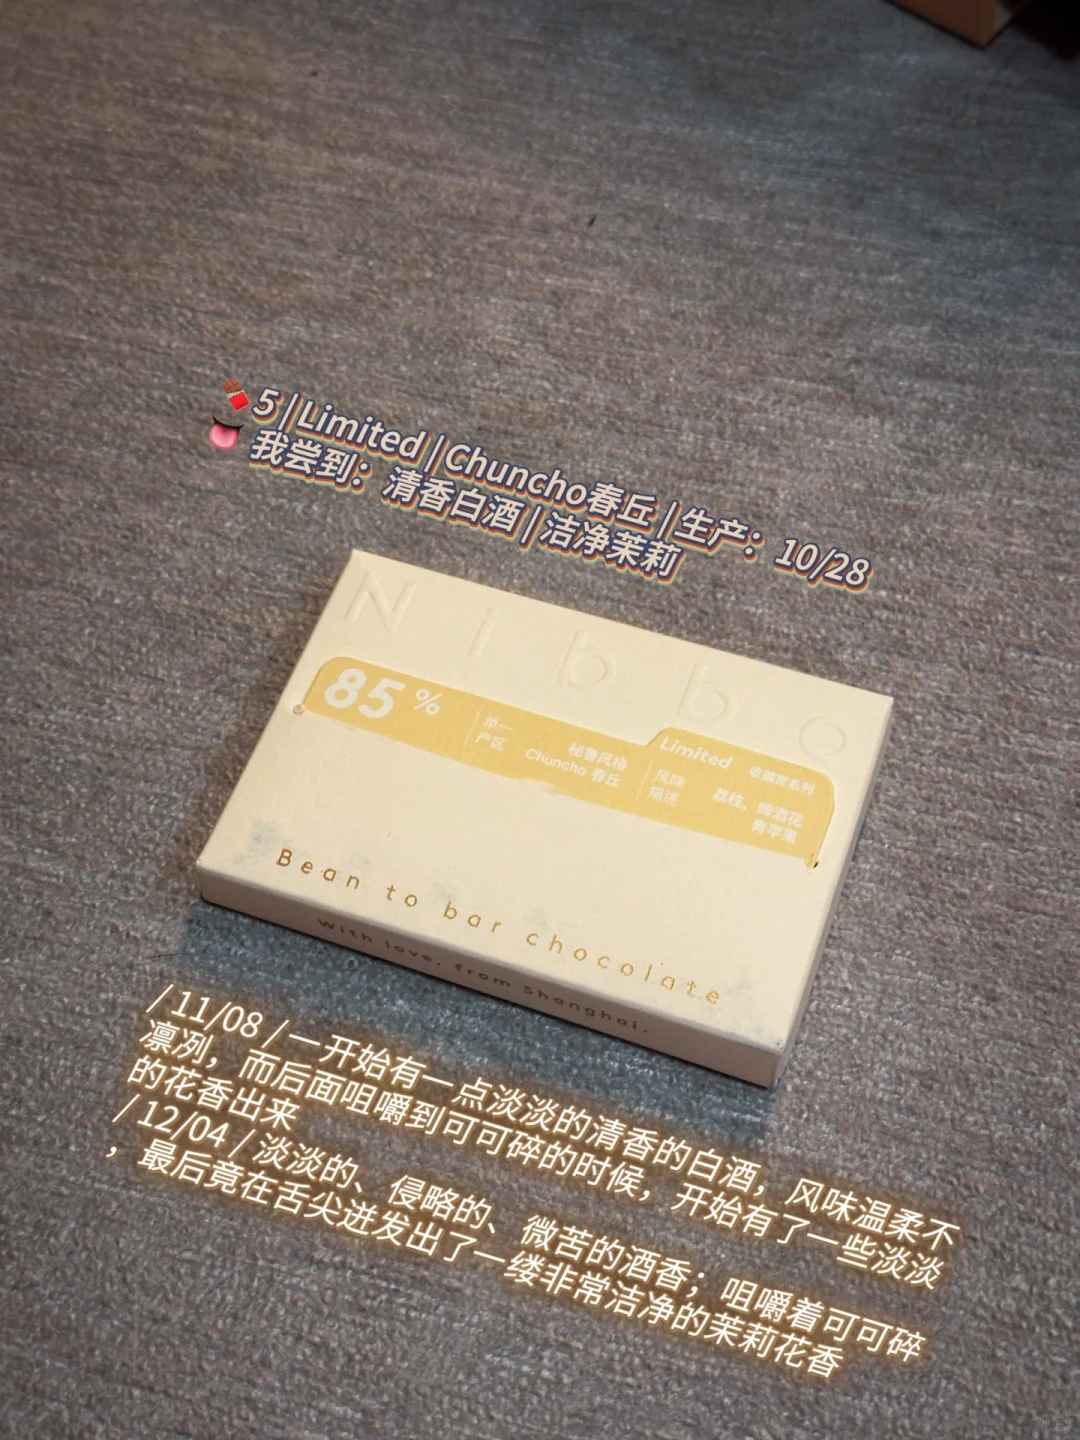 5 | Limited | Chuncho春丘 | 生产：10/28
我尝到：清香白酒 | 洁净茉莉
Nibbo
85%
单一
产区
秘鲁风格
Chuncho 春丘
Limited 收藏家系列
风味
描述
荔枝，啤酒花
青苹果
Bean to bar chocolate
With love, from Shanghai.
/ 11/08 / 一开始有一点淡淡的清香的白酒，风味温柔不
凛冽，而后面咀嚼到可可碎的时候，开始有了一些淡淡
的花香出来
/ 12/04 / 淡淡的、侵略的、微苦的酒香；咀嚼着可可碎
，最后竟在舌尖迸发出了一缕非常洁净的茉莉花香